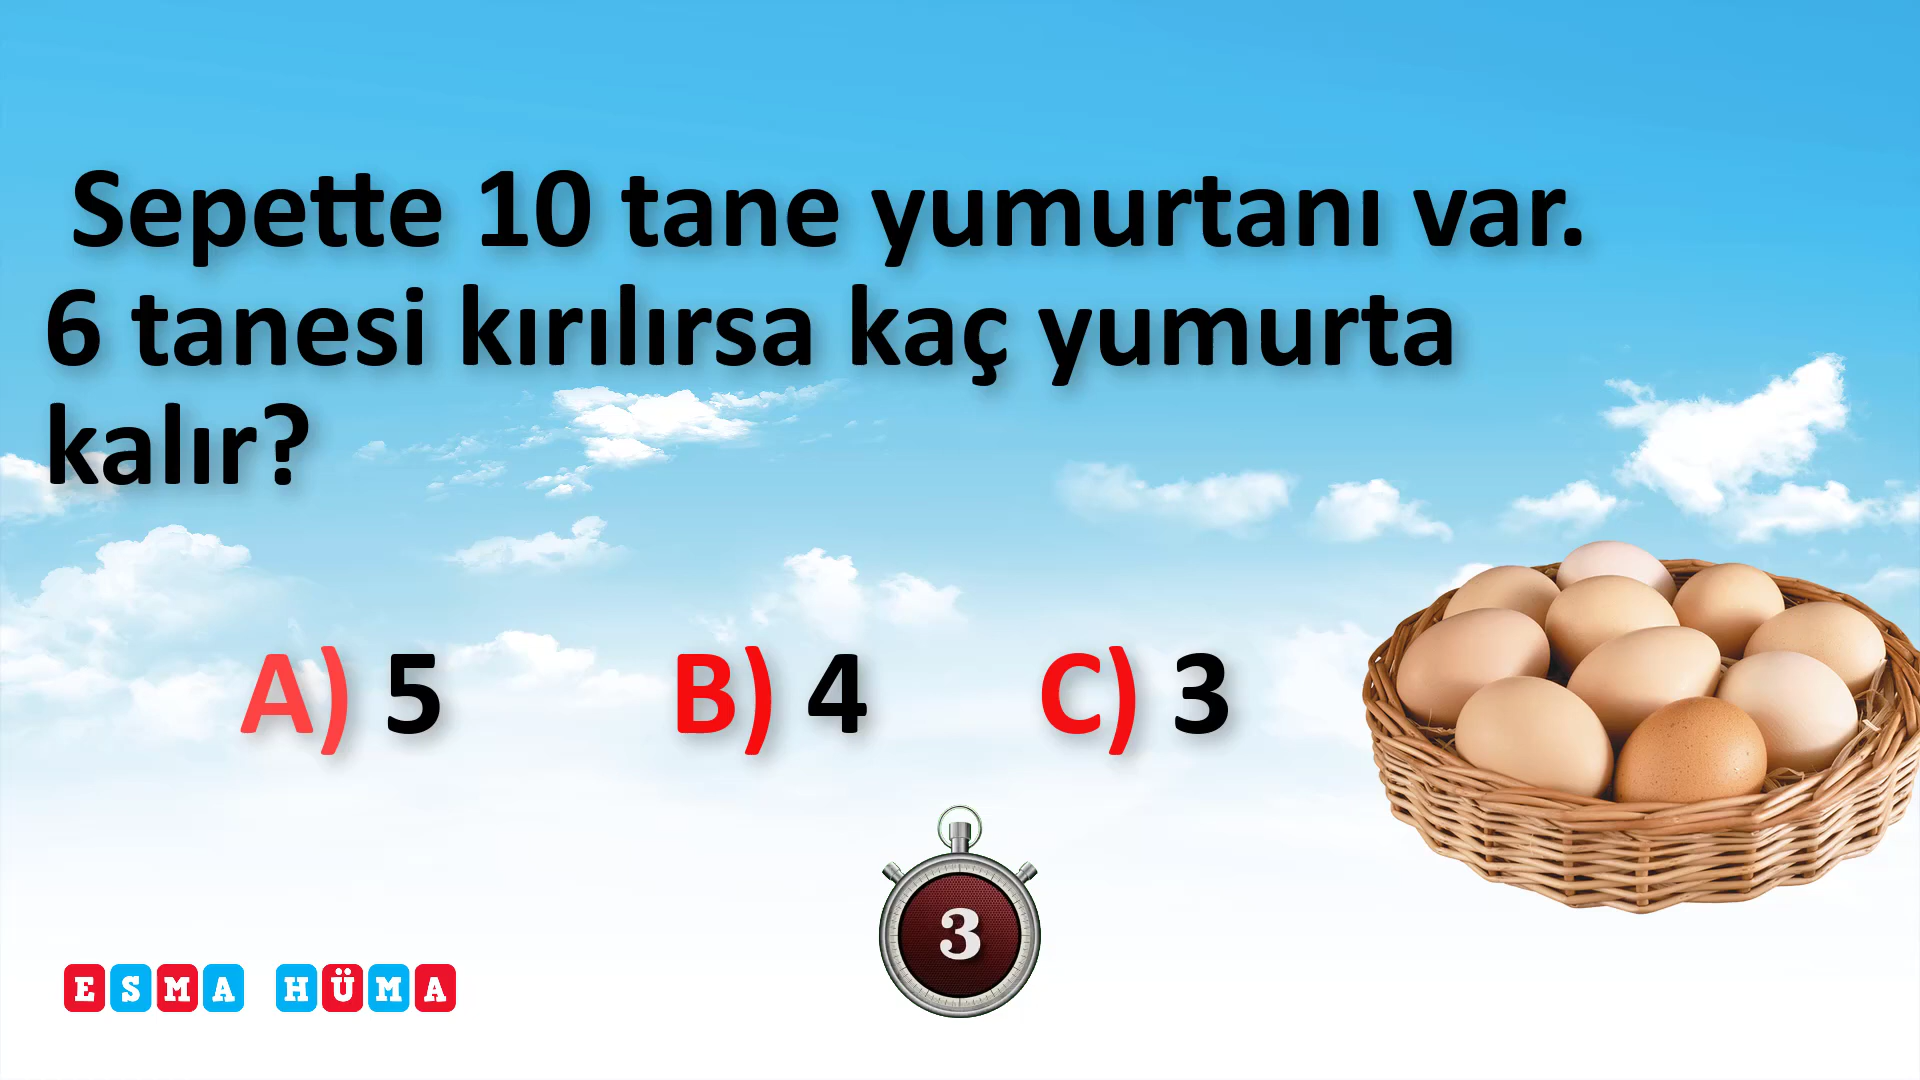 Sepette 10 tane yumurtanı var.
6 tanesi kırılırsa kaç yumurta
kalır?
A) 5 B) 4 C) 3
3
ESMA HÜMA